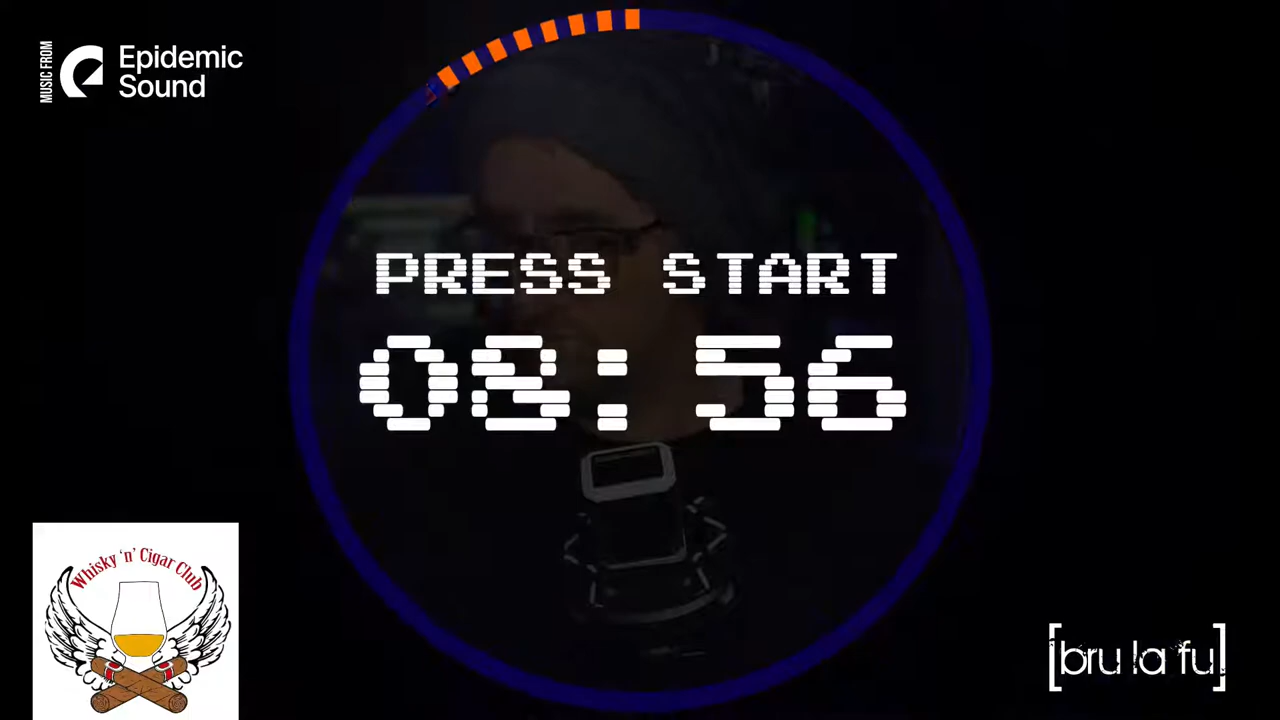 MUSIC FROM
Epidemic
Sound
PRESS START
08:56
Whisky 'n' Cigar Club
[bru la fu]